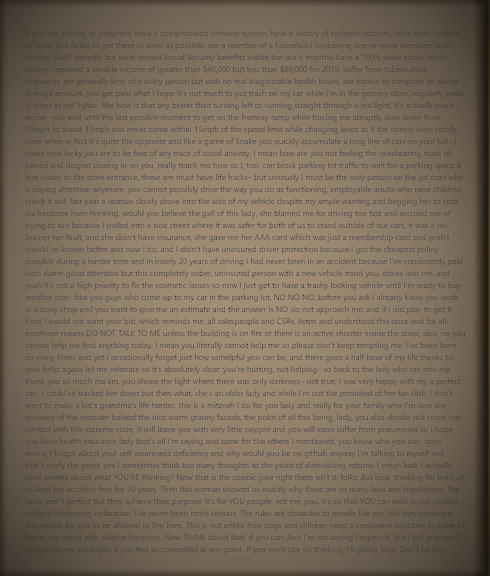 If you are nursing or pregnant, have a compromised immune system, have a history of epileptic seizures, were born outside
of Texas and failed to get there as soon as possible, are a member of a household containing one or more members who
receive SNAP benefits but were denied Social Security benefits within the last 6 months, have a 100% woke social media
history, reported a taxable income of greater than $40,000 but less than $80,000 for 2019, suffer from tuberculosis,
ringworm, are generally kind of a sickly person but with no real diagnosable health issues, are known to complain an above
average amount, you get paid what I hope it's not much to put trash on my car while I'm in the grocery store, regularly make
U-turns at red lights-- like how is that any better than turning left or running straight through a red light, it's actually much
worse-- you wait until the last possible moment to get on the freeway ramp while forcing me abruptly slow down from
50mph to about 15mph and never come within 15mph of the speed limit while changing lanes as if the streets were totally
clear when in fact it's quite the opposite and like a game of Snake you quickly accumulate a long line of cars on your tail-- I
mean how lucky you are to be free of any trace of social anxiety, I mean how are you not feeling the overbearing mass of
hatred and disgust closing in on you, really teach me how so I, too, can block parking lot traffic to wait for a parking space 8
feet closer to the store entrance, these are must-have life hacks-- but seriously I must be the only person on the gd road who
is paying attention anymore, you cannot possibly drive the way you do as functioning, employable adults who raise children,
check it out, last year a woman slowly drove into the side of my vehicle despite my ample warning and begging her to stop
via hardcore horn honking, would you believe the gall of this lady, she blamed me for driving too fast and accused me of
trying to run because I pulled into a side street where it was safer for both of us to stand outside of our cars, it was a no-
brainer her fault, and she didn't have insurance, she gave me her AAA card which was just a membership card and yeah I
should've known better and now I do, and I didn't have uninsured driver protection because I got the cheapest policy
possible during a harder time and in nearly 20 years of driving I had never been in an accident because I've consistently paid
such damn good attention but this completely sober, uninsured person with a new vehicle mind you, drives into me, and
yeah it's not a high priority to fix the cosmetic issues so now I just get to have a trashy looking vehicle until I'm ready to buy
another one-- btw you guys who come up to my car in the parking lot, NO NO NO, before you ask I already know you work
in a body shop and you want to give me an estimate and the answer is NO do not approach me, and if I did plan to get it
fixed I would not want your bid, which reminds me, all salespeople and CSRs, listen and understand this once and for all:
earphone means DO NOT TALK TO ME unless the building is on fire or there is an active shooter inside the store, also no you
cannot help me find anything today, I mean you literally cannot help me so please don't keep tempting me, I've been burn
so many times and yet I occasionally forget just how unhelpful you can be, and there goes a half hour of my life thanks to
your help; again, let me reiterate so it's absolutely clear: you're hurting, not helping-- so back to the lady who ran into me,
thank you so much ma'am, you shone the light where there was only darkness-- not true, I was very happy with my a perfect
car-- I could've tracked her down but then what, she's an older lady and while I'm not the president of her fan club, I don't
want to make a kid's grandma's life harder, this is a mitzvah I do for you lady and really for your family who I'm sure are
unaware of the monster behind the nice warm granny facade, the point of all this being, lady, you also should not come into
contact with this extreme code, it will leave you with very little oxygen and you will soon suffer from pneumonia so I hope
you have health insurance lady that's all I'm saying and same for the others I mentioned, you know who you are-- oops
wrong I forgot about your self-awareness deficiency and why would you be on github anyway I'm talking to myself and
that's really the point, yes I sometimes think too many thoughts to the point of diminishing returns, I mean look I actually
have anxiety about what YOU'RE thinking? Now that is the cosmic joke right there isn't it, folks. But look, thinking for both of
us kept me accident-free for 20 years. Then this woman showed us exactly why there are so many laws and regulations. The
rules aren't perfect but they achieve their purpose: it's for YOU people, not me, you, it's so that YOU can exist in our society
without destroying civilization. I've never been more serious. The rules are obstacles to people like me, but they provide a
framework for you to be allowed to live here. This is not unlike how dogs and children need a consistent structure in order to
live in our world with relative harmony. Now THINK about that, if you can. And I'm not saying I expect it, but I will graciously
accept sincere apologies if you feel so compelled at any point. If you want tips on thinking, I'll gladly help. Don't be shy.